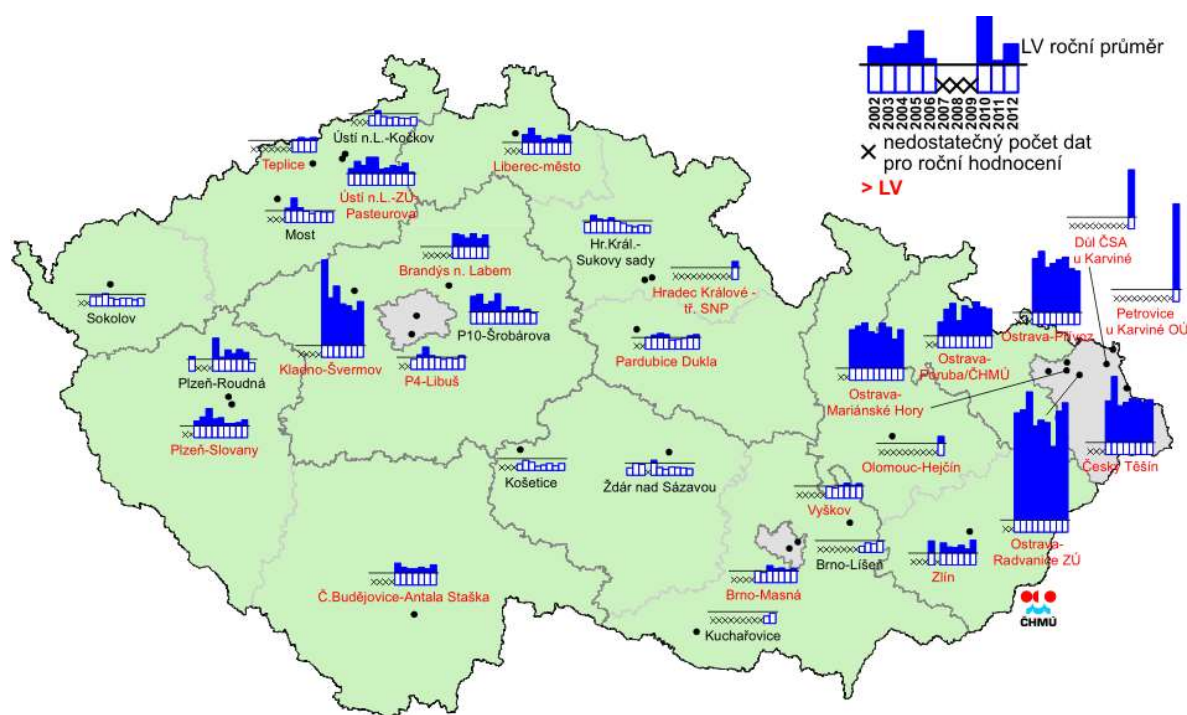 LV roční průměr
2002
2003
2004
2005
2006
2007
2008
2009
2010
2011
2012
× nedostatečný počet dat
pro roční hodnocení
> LV
Ústí n.L.-Kočkov
Teplice
Liberec-město
Ústí n.L.-ZÚ-
Pasteurova
Most
Hr.Král.-
Sukovy sady
Důl ČSA
u Karviné
Brandýs n. Labem
Hradec Králové -
tř. SNP
Petrovice
u Karviné OÚ
Sokolov
P10-Šrobárova
Ostrava-Přívoz
Plzeň-Roudná
Kladno-Švermov
P4-Libuš
Pardubice Dukla
Ostrava-
Poruba/ČHMÚ
Ostrava-
Mariánské Hory
Plzeň-Slovany
Košetice
Ždár nad Sázavou
Olomouc-Hejčín
Český Těšín
Vyškov
Brno-Líšeň
Ostrava-
Radvanice ZÚ
Zlín
Č.Budějovice-Antala Staška
Brno-Masná
ČHMÚ
Kuchařovice